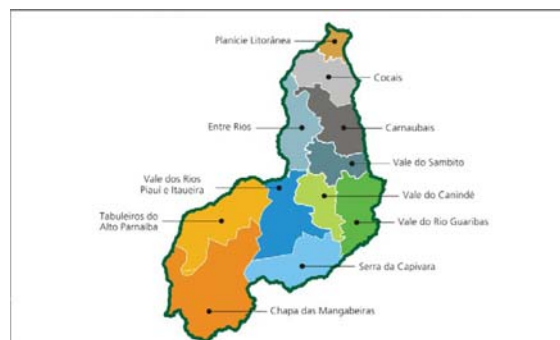 Planície Litorânea
Cocais
Entre Rios
Carnaubais
Vale do Sambito
Vale dos Rios
Piauí e Itaueira
Vale do Canindé
Tabuleiros do
Alto Parnaíba
Vale do Rio Guaribas
Serra da Capivara
Chapa das Mangabeiras